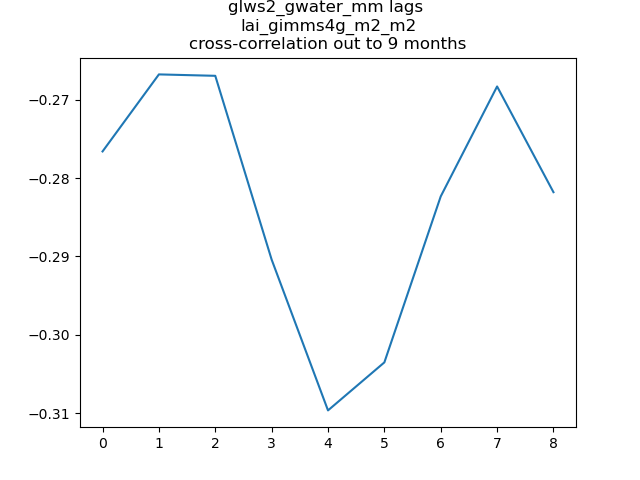 glws2_gwater_mm lags
lai_gimms4g_m2_m2
cross-correlation out to 9 months
−0.27
−0.28
−0.29
−0.30
−0.31
0 1 2 3 4 5 6 7 8